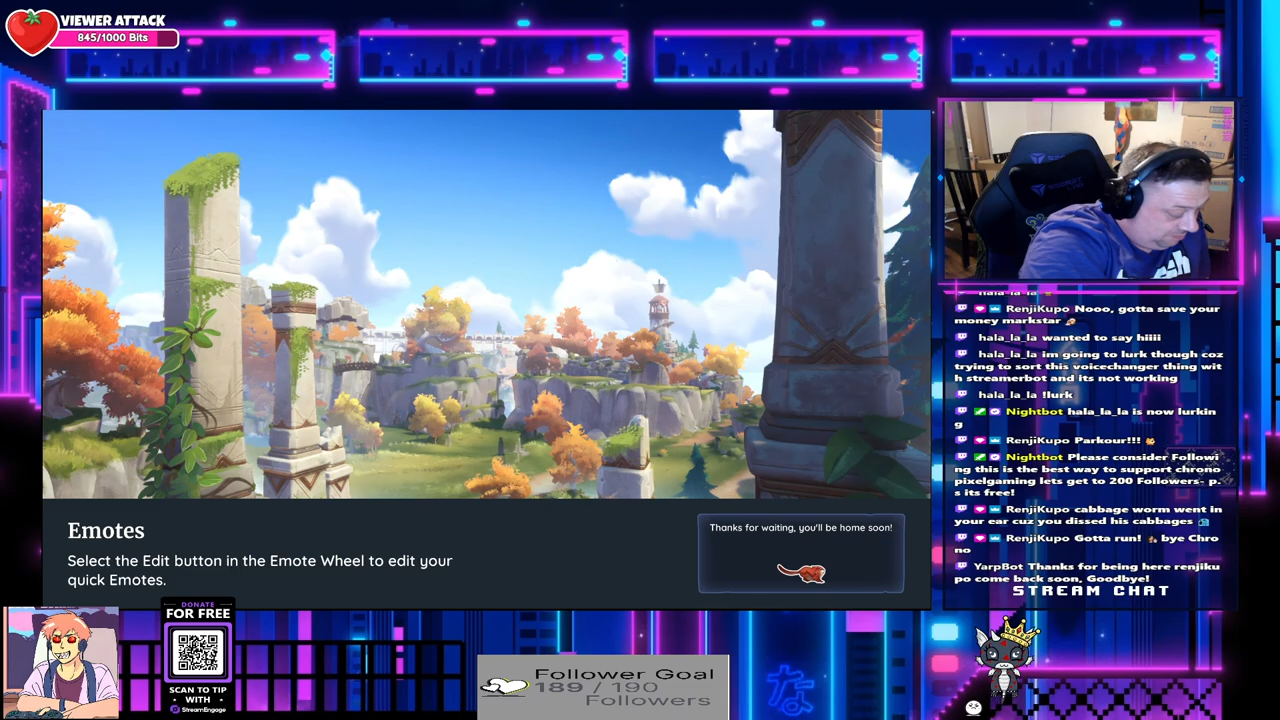 VIEWER ATTACK
845/1000 Bits
Emotes
Select the Edit button in the Emote Wheel to edit your
quick Emotes.
Thanks for waiting, you'll be home soon!
RenjiKupo Nooo, gotta save your
money markstar
hala_la_la wanted to say hiiii
hala_la_la im going to lurk though coz
trying to sort this voicechanger thing wit
h streamerbot and its not working
hala_la_la !lurk
Nightbot hala_la_la is now lurkin
g
RenjiKupo Parkour!!!
Nightbot Please consider Followi
ng this is the best way to support chrono
pixelgaming lets get to 200 Followers- p.
s its free!
RenjiKupo cabbage worm went in
your ear cuz you dissed his cabbages
RenjiKupo Gotta run! bye Chro
no
YarpBot Thanks for being here renjiku
po come back soon, Goodbye!
STREAM CHAT
DONATE
FOR FREE
SCAN TO TIP
- WITH -
StreamEngage
Follower Goal
189 / 190
Followers
な